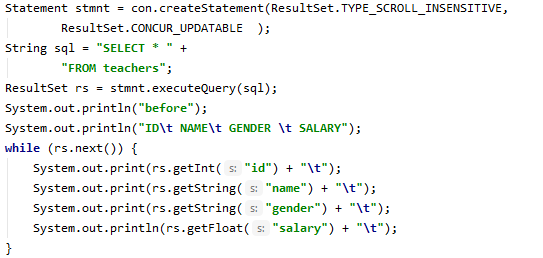 Statement stmnt = con.createStatement(ResultSet.TYPE_SCROLL_INSENSITIVE,
ResultSet.CONCUR_UPDATABLE  );
String sql = "SELECT * " +
"FROM teachers";
ResultSet rs = stmnt.executeQuery(sql);
System.out.println("before");
System.out.println("ID\t NAME\t GENDER \t SALARY");
while (rs.next()) {
System.out.print(rs.getInt( s: "id") + "\t");
System.out.print(rs.getString( s: "name") + "\t");
System.out.print(rs.getString( s: "gender") + "\t");
System.out.println(rs.getFloat( s: "salary") + "\t");
}